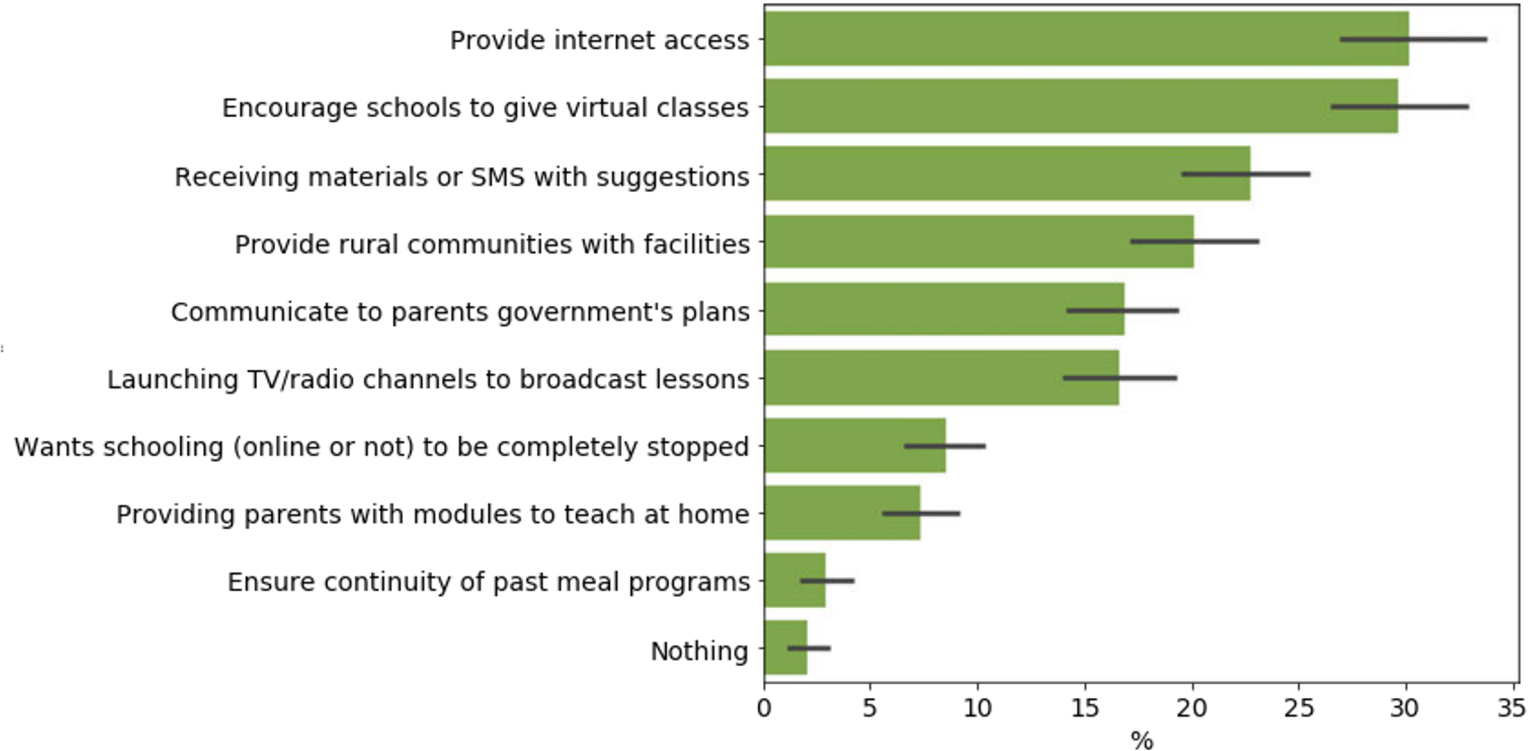 Provide internet access
Encourage schools to give virtual classes
Receiving materials or SMS with suggestions
Provide rural communities with facilities
Communicate to parents government's plans
Launching TV/radio channels to broadcast lessons
Wants schooling (online or not) to be completely stopped
Providing parents with modules to teach at home
Ensure continuity of past meal programs
Nothing
0 5 10 15 20 25 30 35
%